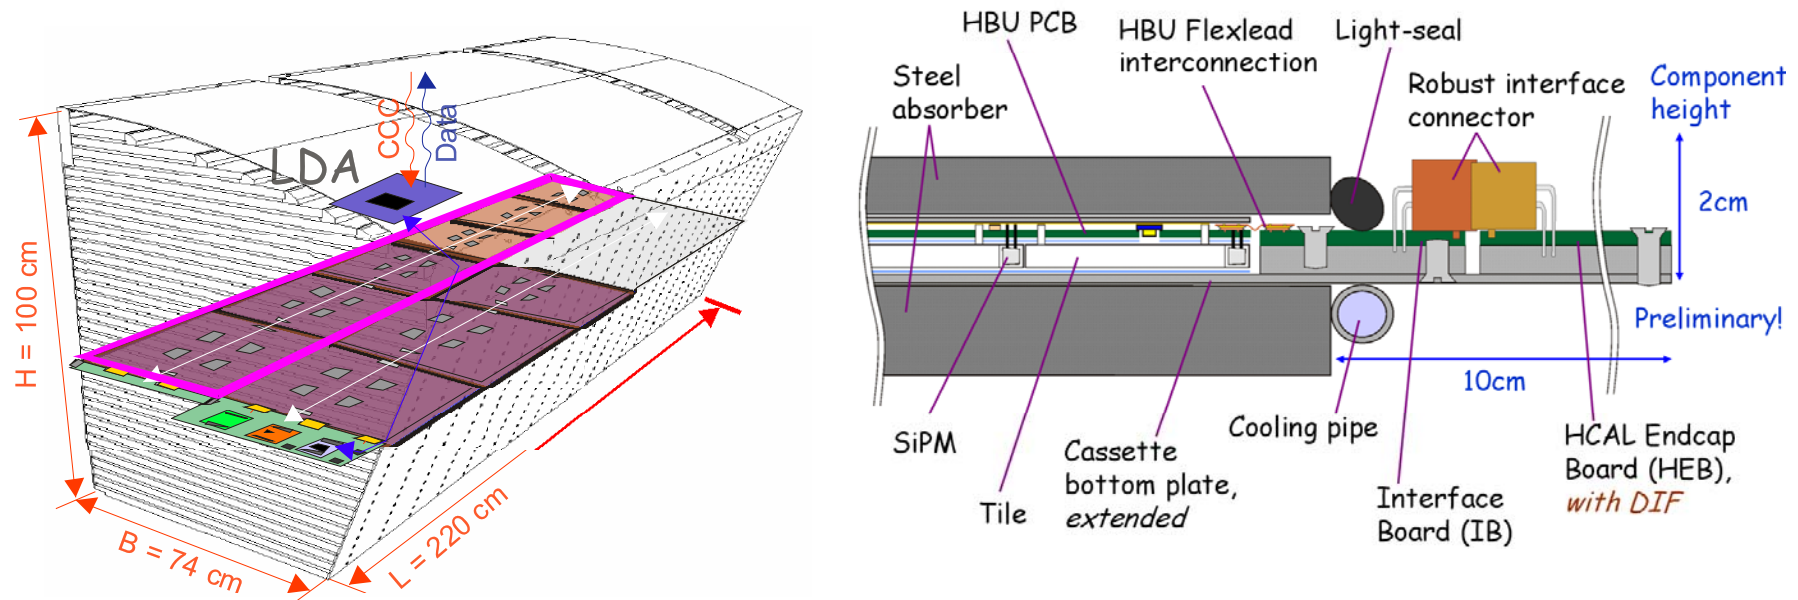 LDA
CCC
Data
H = 100 cm
B = 74 cm
L = 220 cm
HBU PCB
HBU Flexlead
interconnection
Light-seal
Steel
absorber
Robust interface
connector
Component
height
2cm
Preliminary!
10cm
SiPM
Tile
Cassette
bottom plate,
extended
Cooling pipe
Interface
Board (IB)
HCAL Endcap
Board (HEB),
with DIF